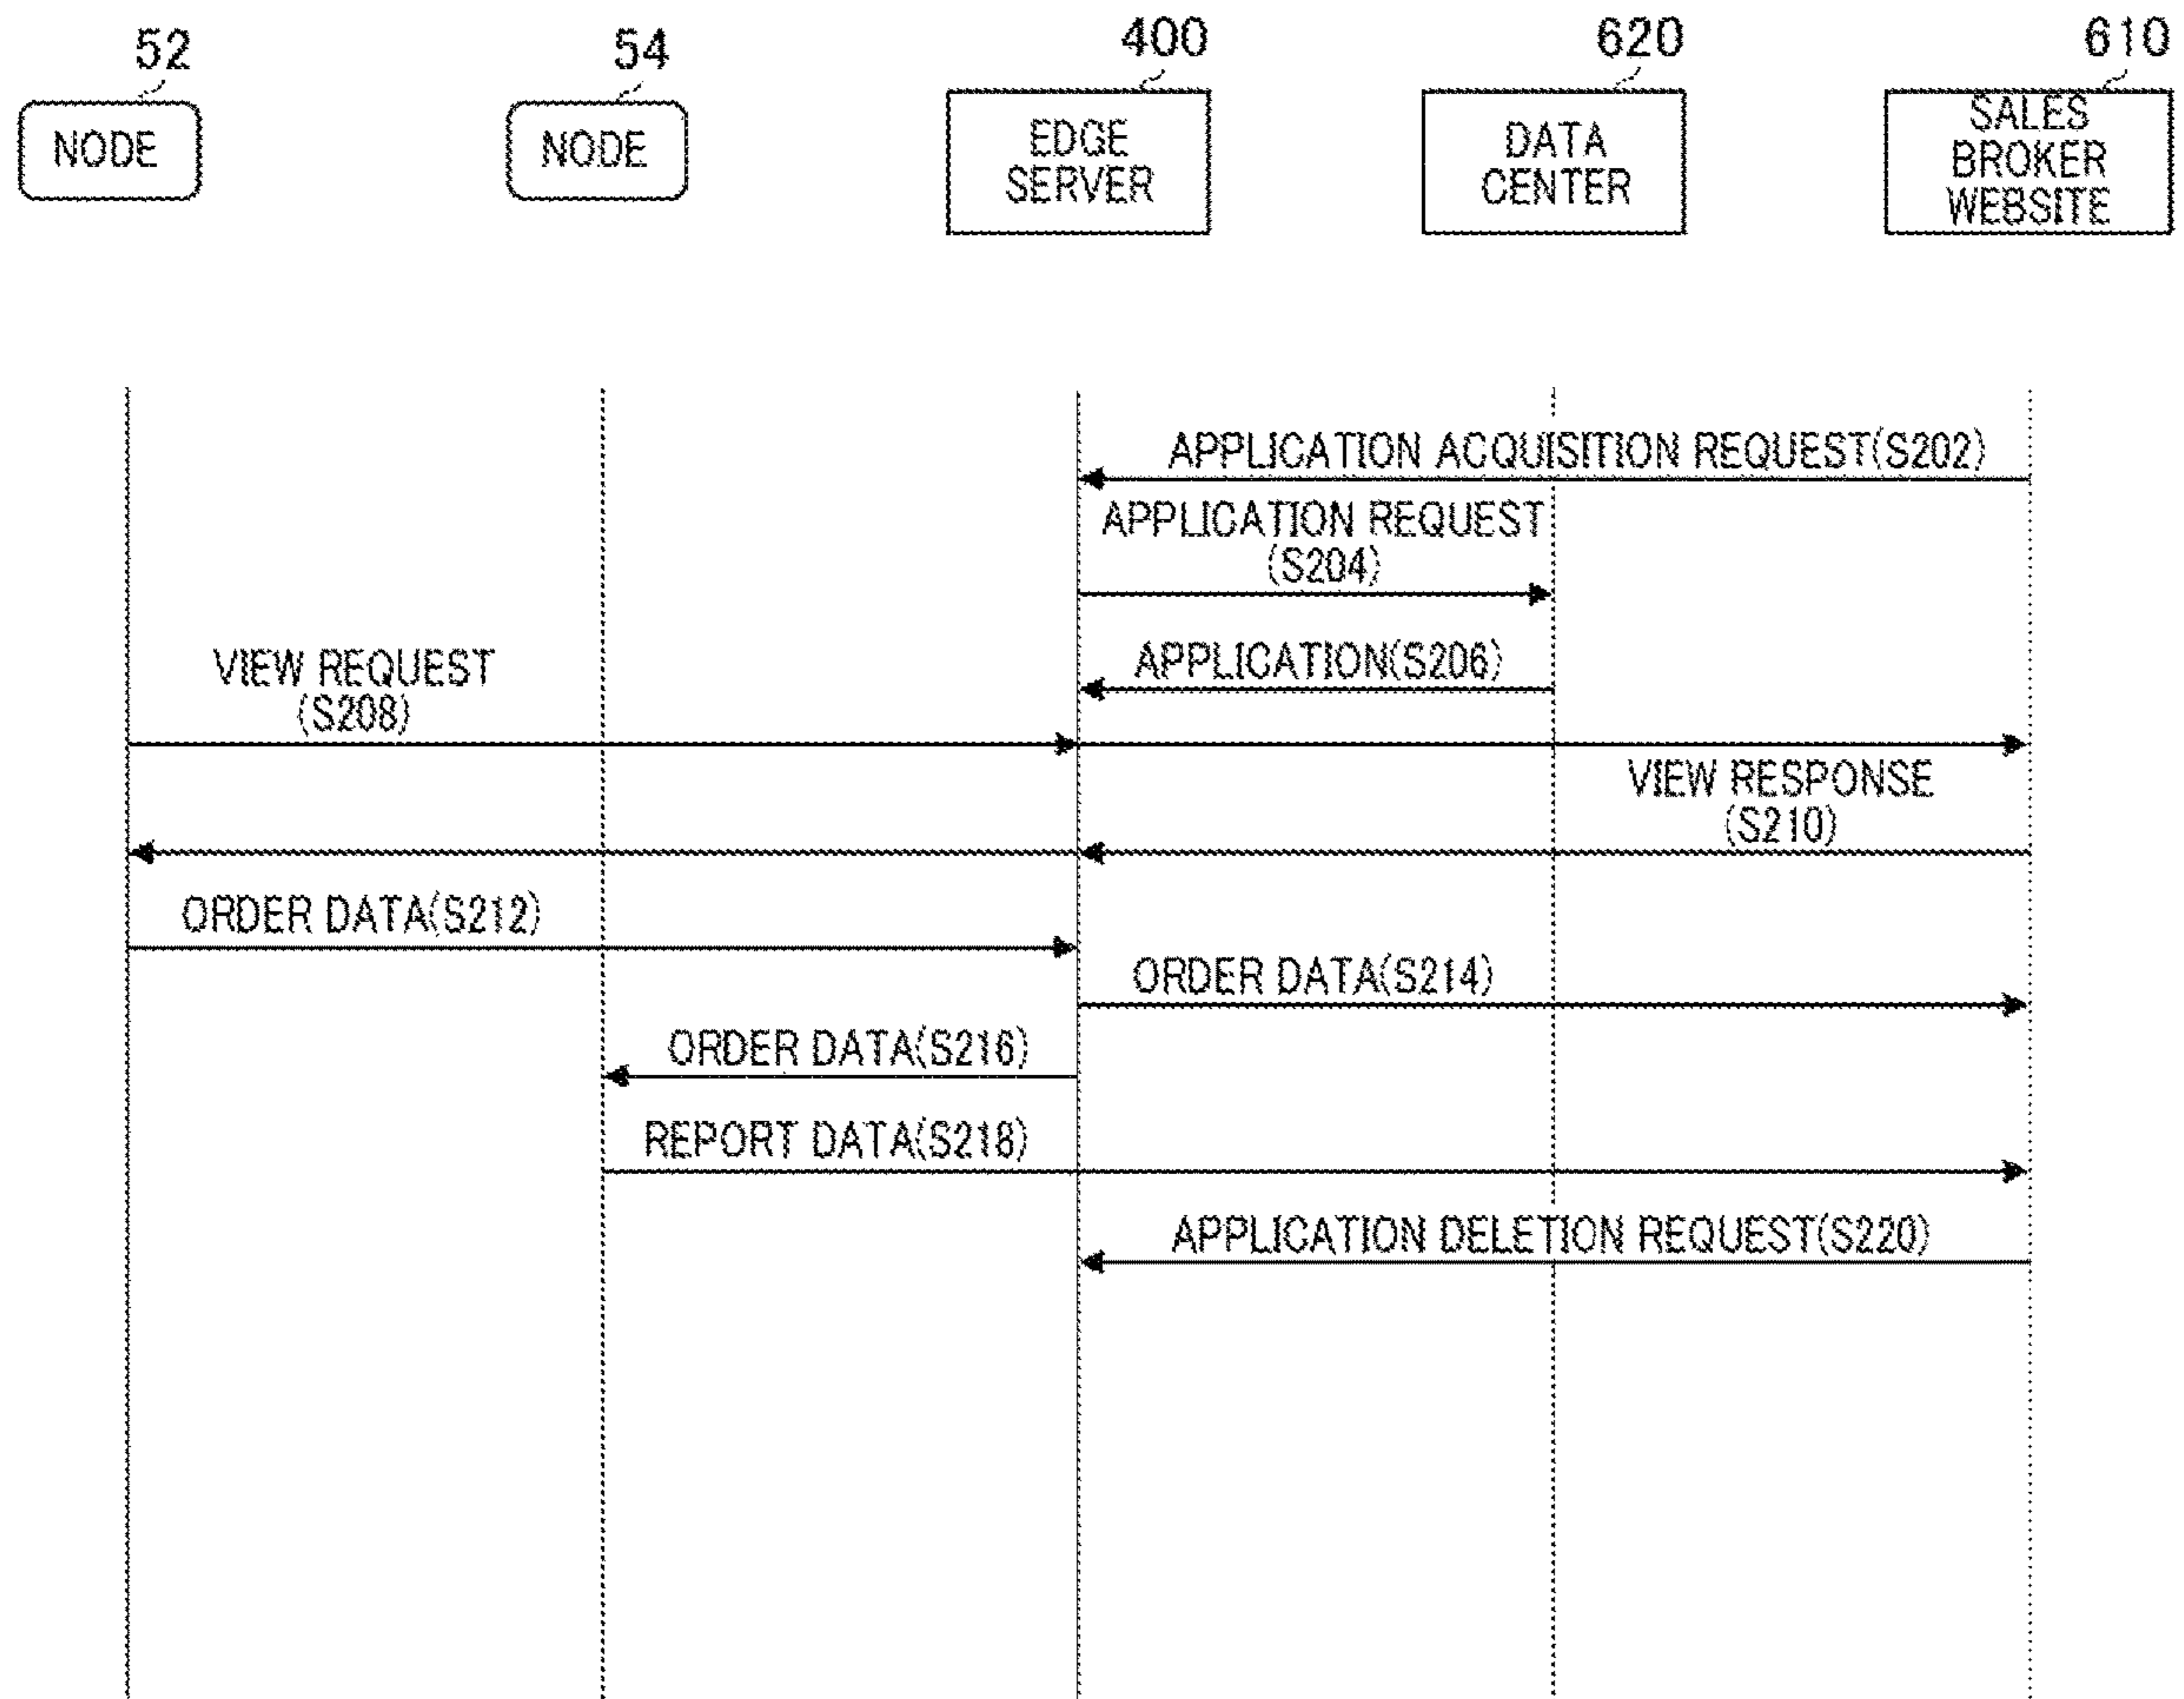 52
54
400
620
610
NODE
NODE
EDGE
SERVER
DATA
CENTER
SALES
BROKER
WEBSITE
APPLICATION ACQUISITION REQUEST(S202)
APPLICATION REQUEST
(S204)
APPLICATION(S206)
VIEW REQUEST
(S208)
VIEW RESPONSE
(S210)
ORDER DATA(S212)
ORDER DATA(S214)
ORDER DATA(S216)
REPORT DATA(S218)
APPLICATION DELETION REQUEST(S220)